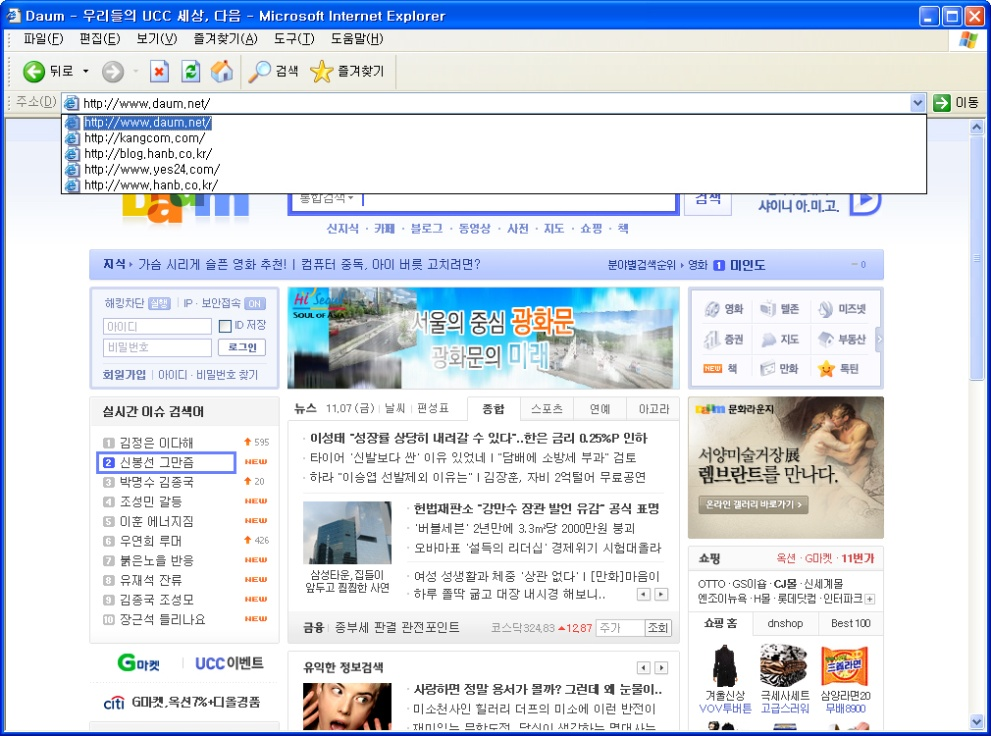 Daum - 우리들의 UCC 세상, 다음 - Microsoft Internet Explorer
파일(F) 편집(E) 보기(V) 즐겨찾기(A) 도구(T) 도움말(H)
뒤로 검색 즐겨찾기
주소(D) http://www.daum.net/ 이동
http://www.daum.net/
http://kangcom.com/
http://blog.hanb.co.kr/
http://www.yes24.com/
http://www.hanb.co.kr/
Daum 통합검색 검색 샤이니 아.미.고.
신지식 · 카페 · 블로그 · 동영상 · 사전 · 지도 · 쇼핑 · 책
지식 › 가슴 시리게 슬픈 영화 추천! | 컴퓨터 중독, 아이 버릇 고치려면? 분야별검색순위 › 영화 1 미인도 - 0
해킹차단 실행 | IP · 보안접속 ON
아이디 ID 저장
비밀번호 로그인
회원가입 | 아이디 · 비밀번호 찾기
Hi Seoul
SOUL OF ASIA
서울의 중심 광화문
광화문의 미래
영화 텔존 미즈넷
증권 지도 부동산
NEW 책 만화 독틴
실시간 이슈 검색어
1 김정은 이다해 595
2 신봉선 그만좀 NEW
3 박명수 김종국 20
4 조성민 갈등 NEW
5 이훈 에너지짐 NEW
6 우연희 루머 426
7 붉은노을 반응 NEW
8 유재석 잔류 NEW
9 김종국 조성모 NEW
10 장근석 들리나요 NEW
G마켓 | UCC이벤트
citi G마켓,옥션7%+디올경품
뉴스 11.07 (금) | 날씨 | 편성표 종합 스포츠 연예 아고라
· 이성태 "성장률 상당히 내려갈 수 있다"..한은 금리 0.25%P 인하
· 타이어 '신발보다 싼' 이유 있었네 | "담배에 소방세 부과" 검토
· 하라 "이승엽 선발제외 이유는" | 김장훈, 자비 2억털어 무료공연
삼성타운,집들이
앞두고 찜찜한 사연
· 헌법재판소 "강만수 장관 발언 유감" 공식 표명
· '버블세븐' 2년만에 3.3㎡당 2000만원 붕괴
· 오바마표 '설득의 리더십' 경제위기 시험대올라
· 여성 성생활과 체중 '상관 없다' | [만화]마음이
· 하루 쫄딱 굶고 대장 내시경 해보니..
금융 | 종부세 판결 관전포인트 코스닥324,83 ▲12,87 주가 조회
유익한 정보검색
· 사랑하면 정말 용서가 될까? 그런데 왜 눈물이..
· 미소천사인 힐러리 더프의 미소에 이런 반전이
Daum 문화라운지
서양미술거장展
렘브란트를 만나다.
온라인 갤러리 바로가기 >
쇼핑 옥션 · G마켓 · 11번가
OTTO · GS이숍 · CJ몰 · 신세계몰
엔조이뉴욕 · H몰 · 롯데닷컴 · 인터파크
쇼핑 홈 dnshop Best 100
겨울신상
VOV투버튼
극세사세트
고급스러워
삼양라면20
무배8900